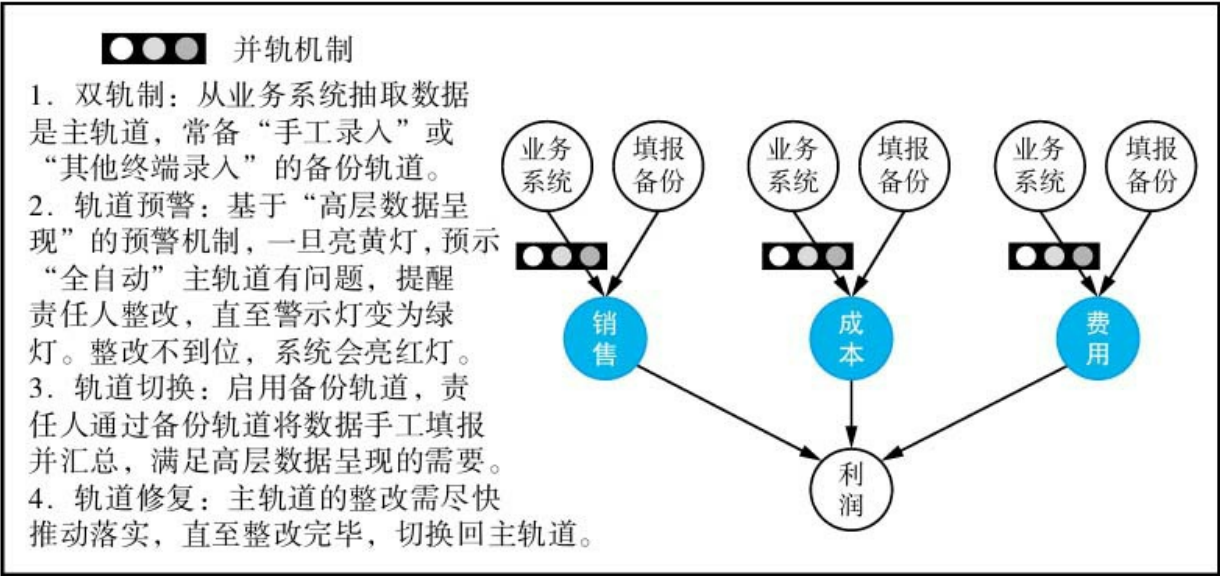 并轨机制
1. 双轨制：从业务系统抽取数据
是主轨道，常备“手工录入”或
“其他终端录入”的备份轨道。
2. 轨道预警：基于“高层数据呈
现”的预警机制，一旦亮黄灯，预示
“全自动”主轨道有问题，提醒
责任人整改，直至警示灯变为绿
灯。整改不到位，系统会亮红灯。
3. 轨道切换：启用备份轨道，责
任人通过备份轨道将数据手工填报
并汇总，满足高层数据呈现的需要。
4. 轨道修复：主轨道的整改需尽快
推动落实，直至整改完毕，切换回主轨道。
业务
系统
填报
备份
业务
系统
填报
备份
业务
系统
填报
备份
销
售
成
本
费
用
利
润